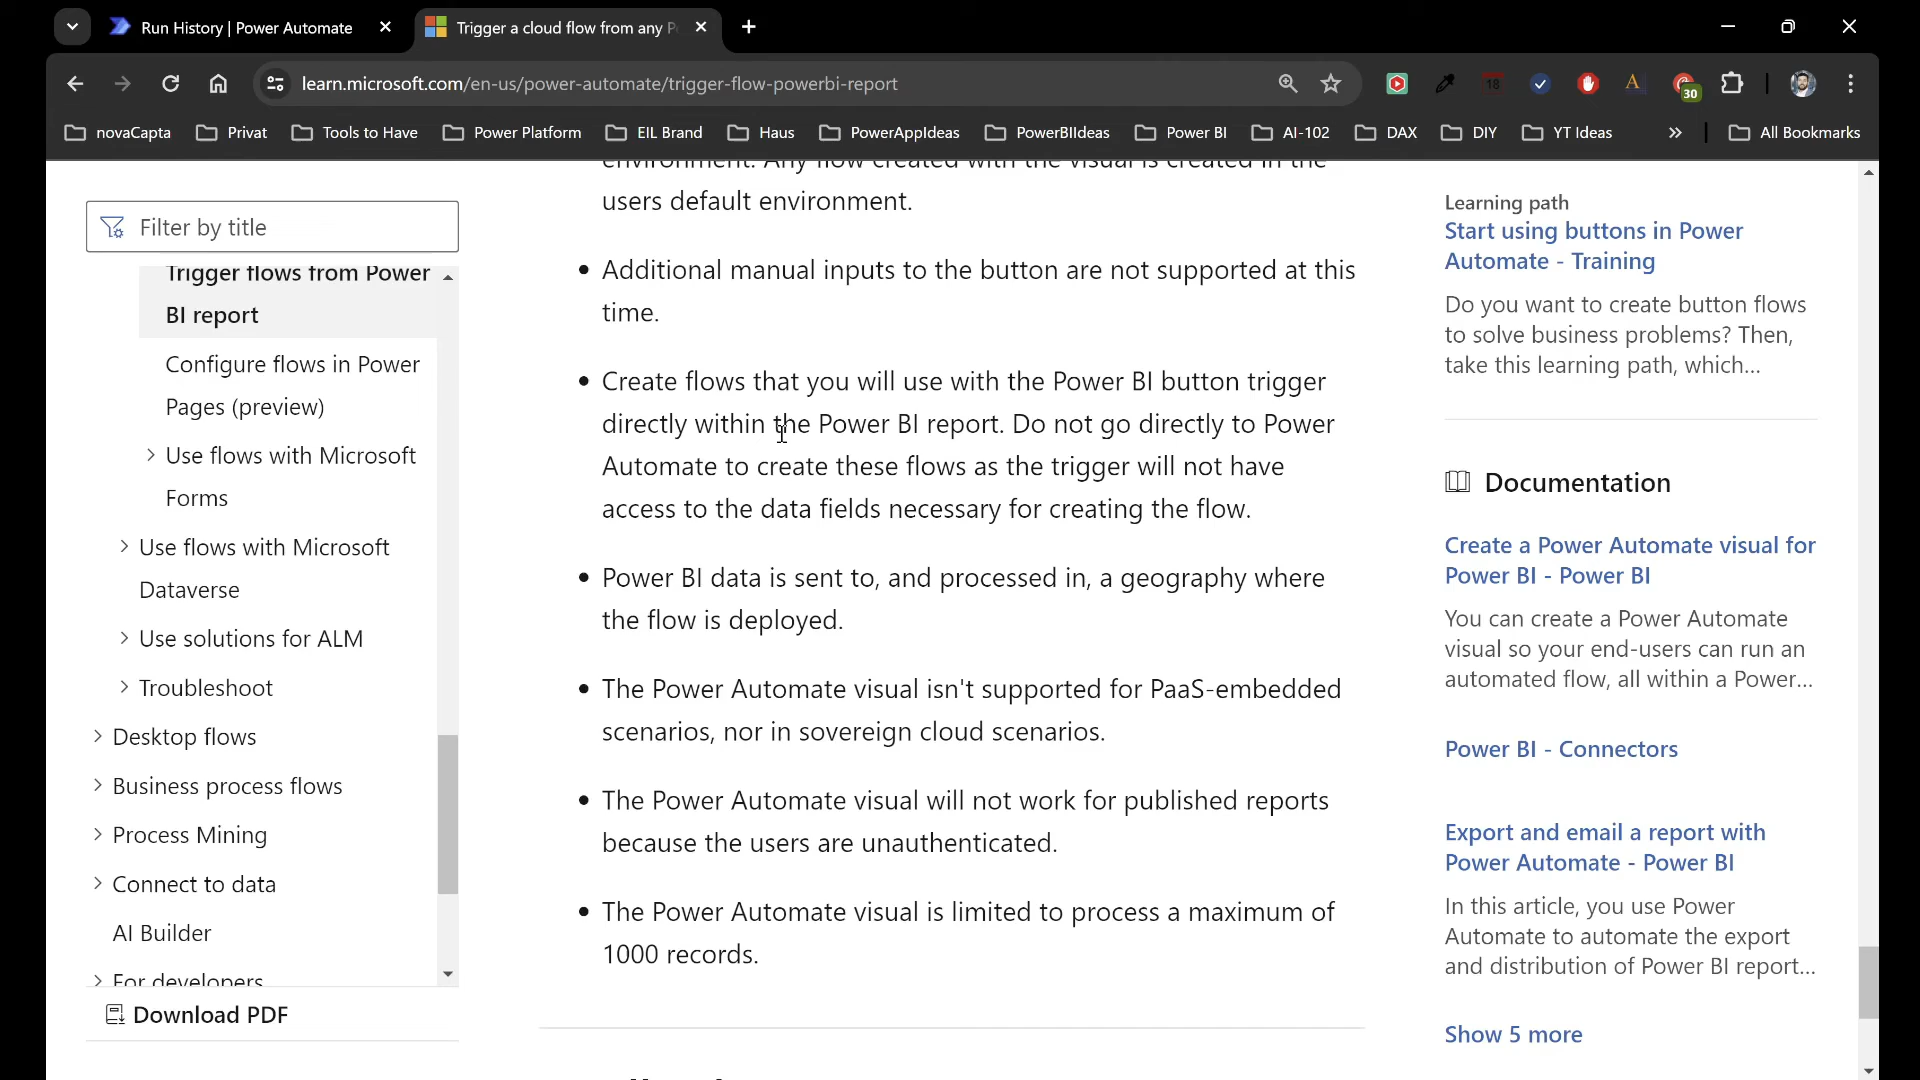 Run History | Power Automate
Trigger a cloud flow from any P
learn.microsoft.com/en-us/power-automate/trigger-flow-powerbi-report
18
30
novaCapta
Privat
Tools to Have
Power Platform
EIL Brand
Haus
PowerAppIdeas
PowerBIIdeas
Power BI
AI-102
DAX
DIY
YT Ideas
All Bookmarks
Filter by title
Trigger flows from Power
BI report
Configure flows in Power
Pages (preview)
Use flows with Microsoft
Forms
Use flows with Microsoft
Dataverse
Use solutions for ALM
Troubleshoot
Desktop flows
Business process flows
Process Mining
Connect to data
AI Builder
For developers
Download PDF
environment. Any flow created with the visual is created in the
users default environment.
Additional manual inputs to the button are not supported at this
time.
Create flows that you will use with the Power BI button trigger
directly within the Power BI report. Do not go directly to Power
Automate to create these flows as the trigger will not have
access to the data fields necessary for creating the flow.
Power BI data is sent to, and processed in, a geography where
the flow is deployed.
The Power Automate visual isn't supported for PaaS-embedded
scenarios, nor in sovereign cloud scenarios.
The Power Automate visual will not work for published reports
because the users are unauthenticated.
The Power Automate visual is limited to process a maximum of
1000 records.
Learning path
Start using buttons in Power
Automate - Training
Do you want to create button flows
to solve business problems? Then,
take this learning path, which...
Documentation
Create a Power Automate visual for
Power BI - Power BI
You can create a Power Automate
visual so your end-users can run an
automated flow, all within a Power...
Power BI - Connectors
Export and email a report with
Power Automate - Power BI
In this article, you use Power
Automate to automate the export
and distribution of Power BI report...
Show 5 more